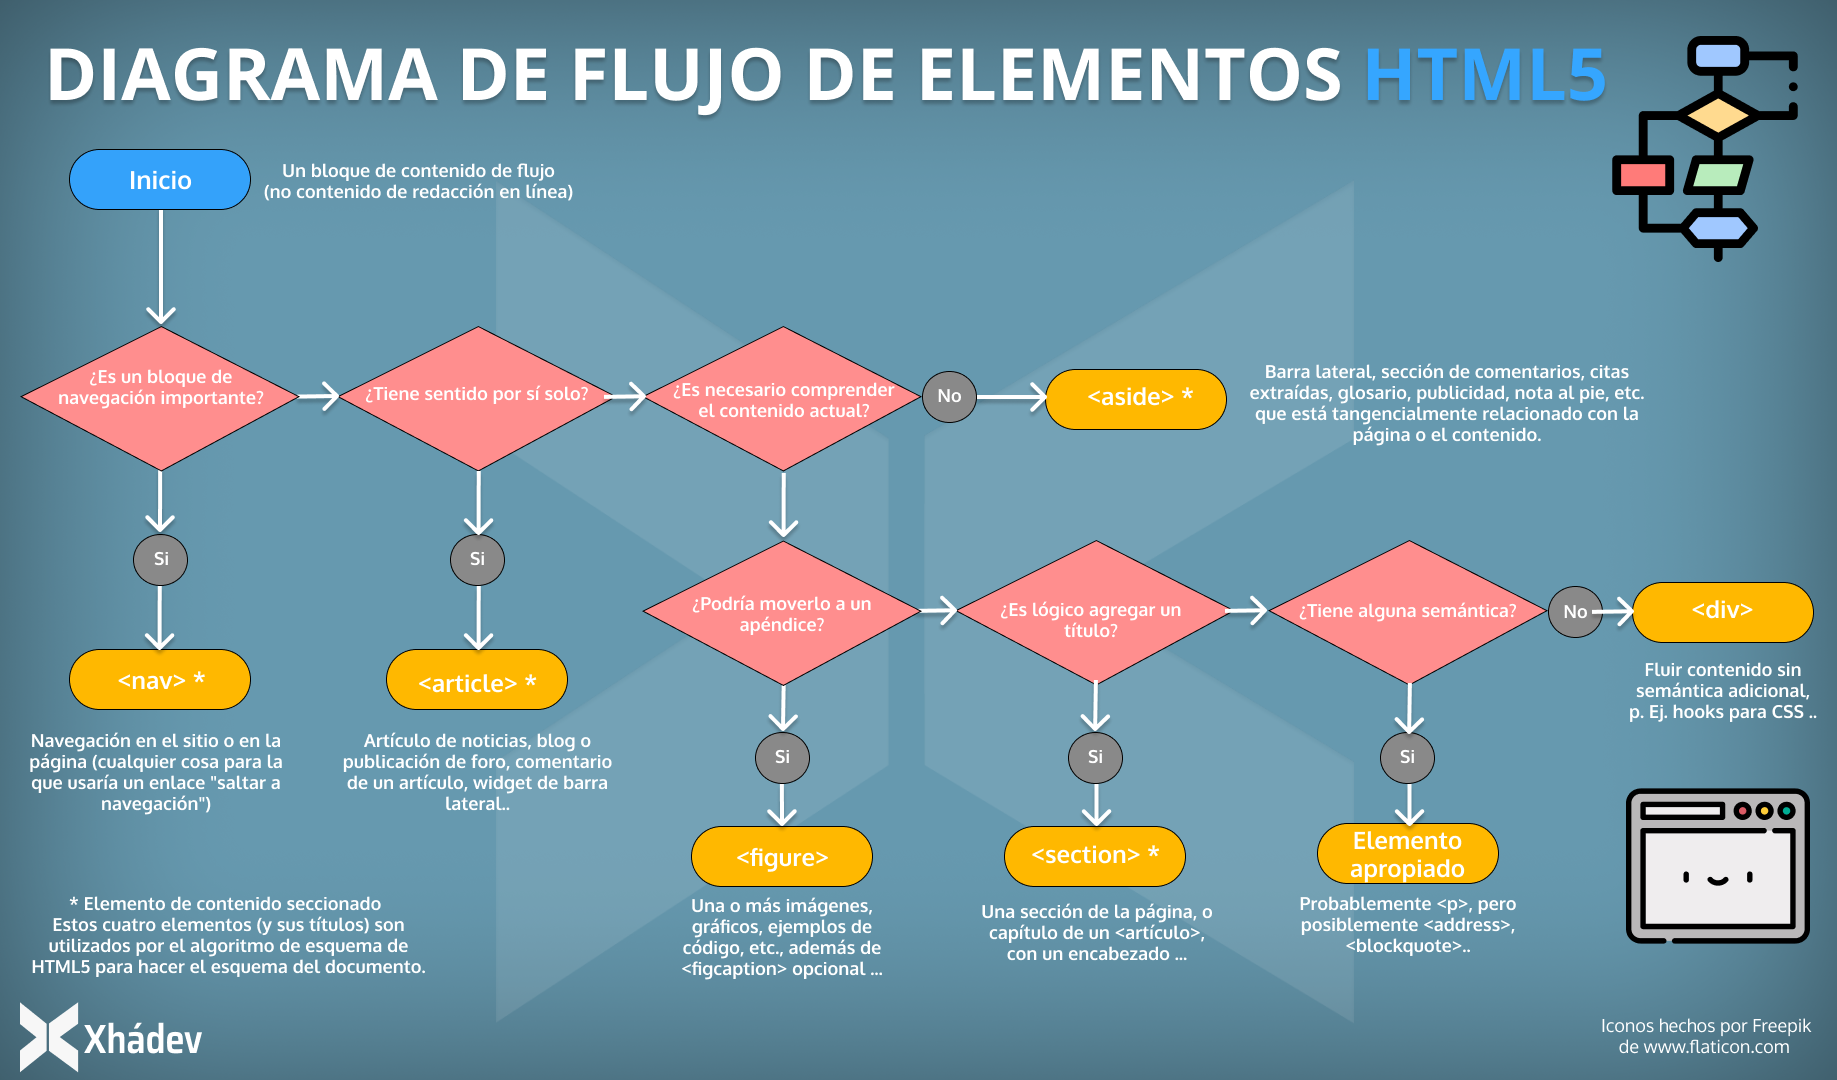 DIAGRAMA DE FLUJO DE ELEMENTOS HTML5
Inicio
Un bloque de contenido de flujo
(no contenido de redacción en línea)
¿Es un bloque de
navegación importante?
¿Tiene sentido por sí solo?
¿Es necesario comprender
el contenido actual?
No
<aside> *
Barra lateral, sección de comentarios, citas
extraídas, glosario, publicidad, nota al pie, etc.
que está tangencialmente relacionado con la
página o el contenido.
Si
Si
¿Podría moverlo a un
apéndice?
¿Es lógico agregar un
título?
¿Tiene alguna semántica?
No
<div>
Fluir contenido sin
semántica adicional,
p. Ej. hooks para CSS ..
<nav> *
<article> *
Navegación en el sitio o en la
página (cualquier cosa para la
que usaría un enlace "saltar a
navegación")
Artículo de noticias, blog o
publicación de foro, comentario
de un artículo, widget de barra
lateral..
Si
Si
Si
<figure>
<section> *
Elemento
apropiado
Una o más imágenes,
gráficos, ejemplos de
código, etc., además de
<figcaption> opcional ...
Una sección de la página, o
capítulo de un <artículo>,
con un encabezado ...
Probablemente <p>, pero
posiblemente <address>,
<blockquote>..
* Elemento de contenido seccionado
Estos cuatro elementos (y sus títulos) son
utilizados por el algoritmo de esquema de
HTML5 para hacer el esquema del documento.
Xhádev
Iconos hechos por Freepik
de www.flaticon.com